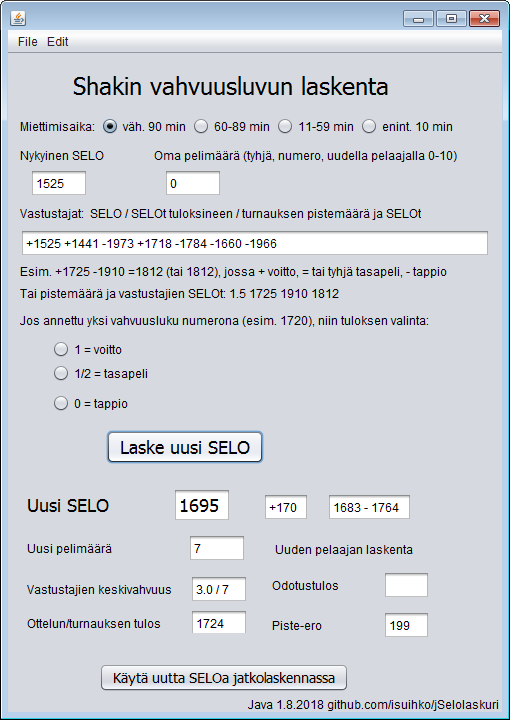 File Edit
Shakin vahvuusluvun laskenta
Miettimisaika: väh. 90 min 60-89 min 11-59 min enint. 10 min
Nykyinen SELO Oma pelimäärä (tyhjä, numero, uudella pelaajalla 0-10)
1525 0
Vastustajat: SELO / SELOt tuloksineen / turnauksen pistemäärä ja SELOt
+1525 +1441 -1973 +1718 -1784 -1660 -1966
Esim. +1725 -1910 =1812 (tai 1812), jossa + voitto, = tai tyhjä tasapeli, - tappio
Tai pistemäärä ja vastustajien SELOt: 1.5 1725 1910 1812
Jos annettu yksi vahvuusluku numerona (esim. 1720), niin tuloksen valinta:
1 = voitto
1/2 = tasapeli
0 = tappio
Laske uusi SELO
Uusi SELO 1695 +170 1683 - 1764
Uusi pelimäärä 7 Uuden pelaajan laskenta
Vastustajien keskivahvuus 3.0 / 7 Odotustulos
Ottelun/turnauksen tulos 1724 Piste-ero 199
Käytä uutta SELOa jatkolaskennassa
Java 1.8.2018 github.com/isuihko/jSelolaskuri